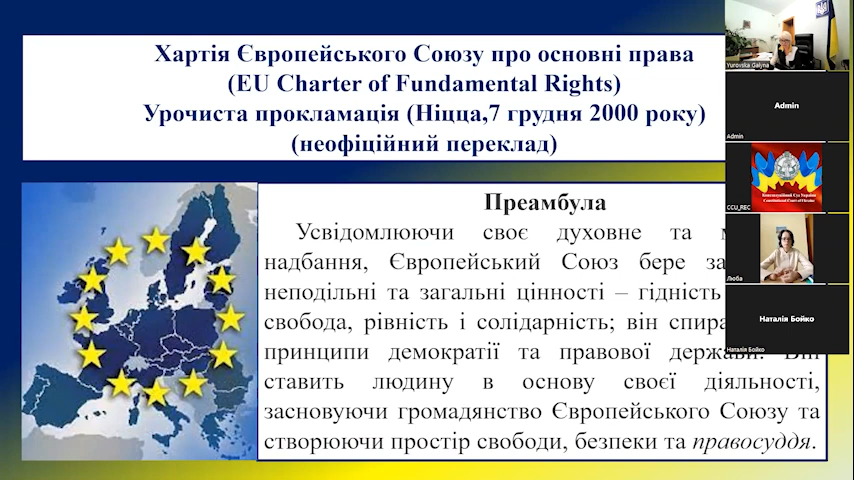 Хартія Європейського Союзу про основні права
(EU Charter of Fundamental Rights)
Урочиста прокламація (Ніцца,7 грудня 2000 року)
(неофіційний переклад)
Преамбула
Усвідомлюючи своє духовне та
надбання, Європейський Союз бере
неподільні та загальні цінності – гідність
свобода, рівність і солідарність; він
принципи демократії та правової держави. Він
ставить людину в основу своєї діяльності,
засновуючи громадянство Європейського Союзу та
створюючи простір свободи, безпеки та правосуддя.
Yurovska Galyna
Admin
Admin
Конституційний Суд України
Constitutional Court of Ukraine
CCU_REC
Люба
Наталія Бойко
Наталія Бойко